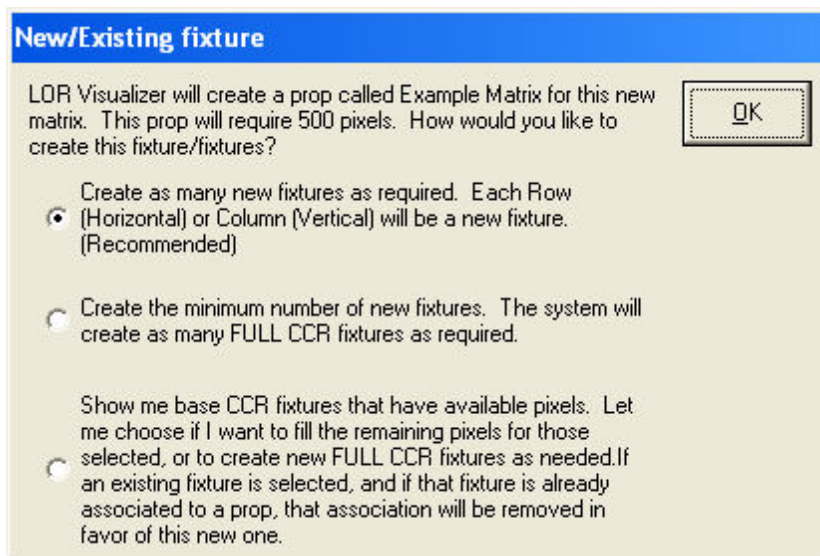 New/Existing fixture
LOR Visualizer will create a prop called Example Matrix for this new
matrix.  This prop will require 500 pixels.  How would you like to
create this fixture/fixtures?
OK
Create as many new fixtures as required.  Each Row
(Horizontal) or Column (Vertical) will be a new fixture.
(Recommended)
Create the minimum number of new fixtures.  The system will
create as many FULL CCR fixtures as required.
Show me base CCR fixtures that have available pixels.  Let
me choose if I want to fill the remaining pixels for those
selected, or to create new FULL CCR fixtures as needed.If
an existing fixture is selected, and if that fixture is already
associated to a prop, that association will be removed in
favor of this new one.